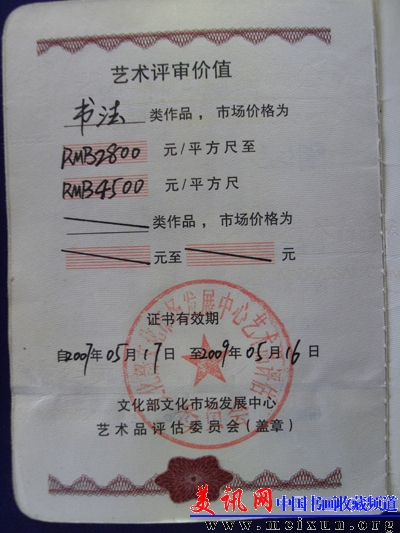 艺术评审价值
书法 类作品，市场价格为
RMB2800 元/平方尺至
RMB4500 元/平方尺
类作品，市场价格为
元至 元
证书有效期
自2007年05月17日 至2009年05月16日
文化部文化市场发展中心
艺术品评估委员会(盖章)
美讯网 中国书画收藏频道
www.meixun.org